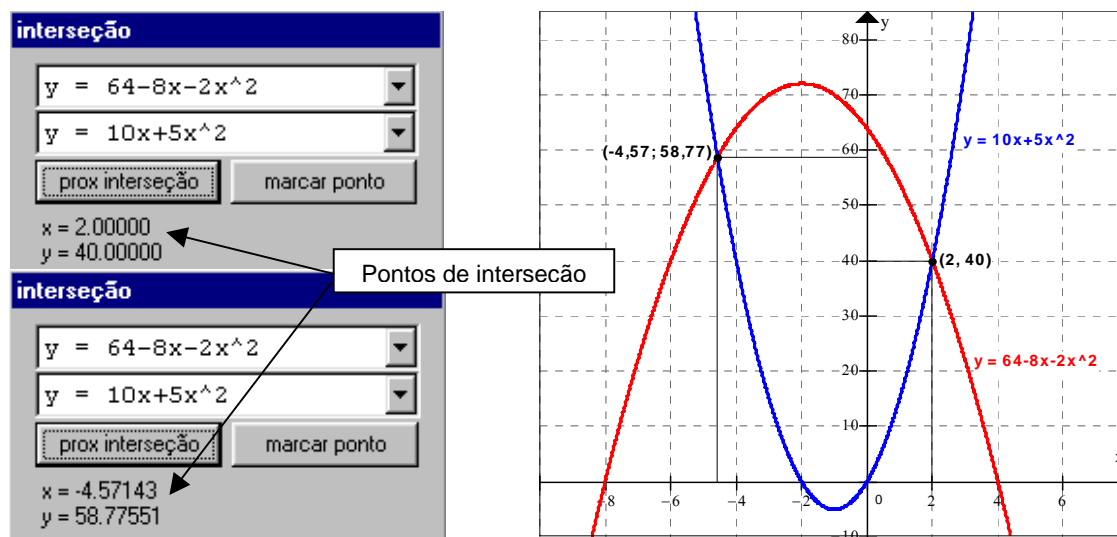 interseção
y = 64-8x-2x^2
y = 10x+5x^2
prox interseção marcar ponto
x = 2.00000
y = 40.00000
Pontos de intersecão
interseção
y = 64-8x-2x^2
y = 10x+5x^2
prox interseção marcar ponto
x = -4.57143
y = 58.77551
y
80
70
60
50
40
30
20
10
−10
y = 10x+5x^2
(-4,57; 58,77)
(2, 40)
y = 64-8x-2x^2
−8 −6 −4 −2 0 2 4 6